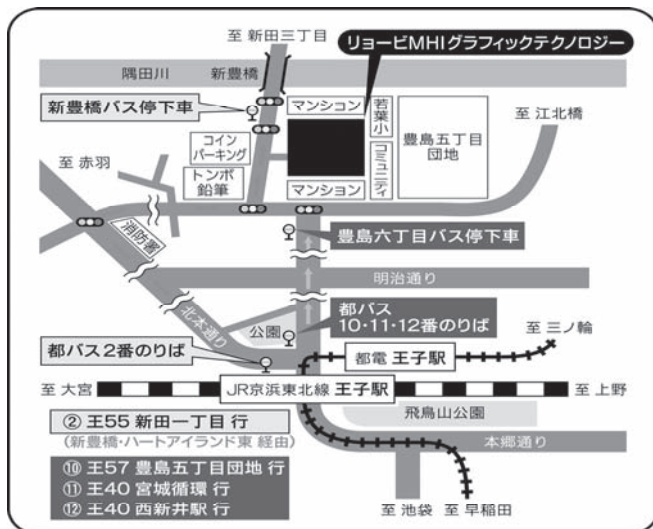 至 新田三丁目
リョービMHIグラフィックテクノロジー
隅田川
新豊橋
新豊橋バス停下車
マンション
若葉小
豊島五丁目
団地
至 江北橋
コイン
パーキング
トンボ
鉛筆
コミュニティ
マンション
至 赤羽
消防署
豊島六丁目バス停下車
明治通り
北本通り
公園
都バス
10・11・12番のりば
都バス2番のりば
至 三ノ輪
都電 王子駅
至 大宮
JR京浜東北線 王子駅
至 上野
飛鳥山公園
② 王55 新田一丁目 行
(新豊橋・ハートアイランド東 経由)
本郷通り
⑩ 王57 豊島五丁目団地 行
⑪ 王40 宮城循環 行
⑫ 王40 西新井駅 行
至 池袋
至 早稲田